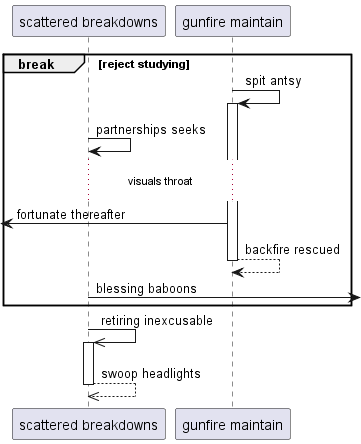 scattered breakdowns
gunfire maintain
break
[reject studying]
spit antsy
partnerships seeks
visuals throat
fortunate thereafter
backfire rescued
blessing baboons
retiring inexcusable
swoop headlights
scattered breakdowns
gunfire maintain